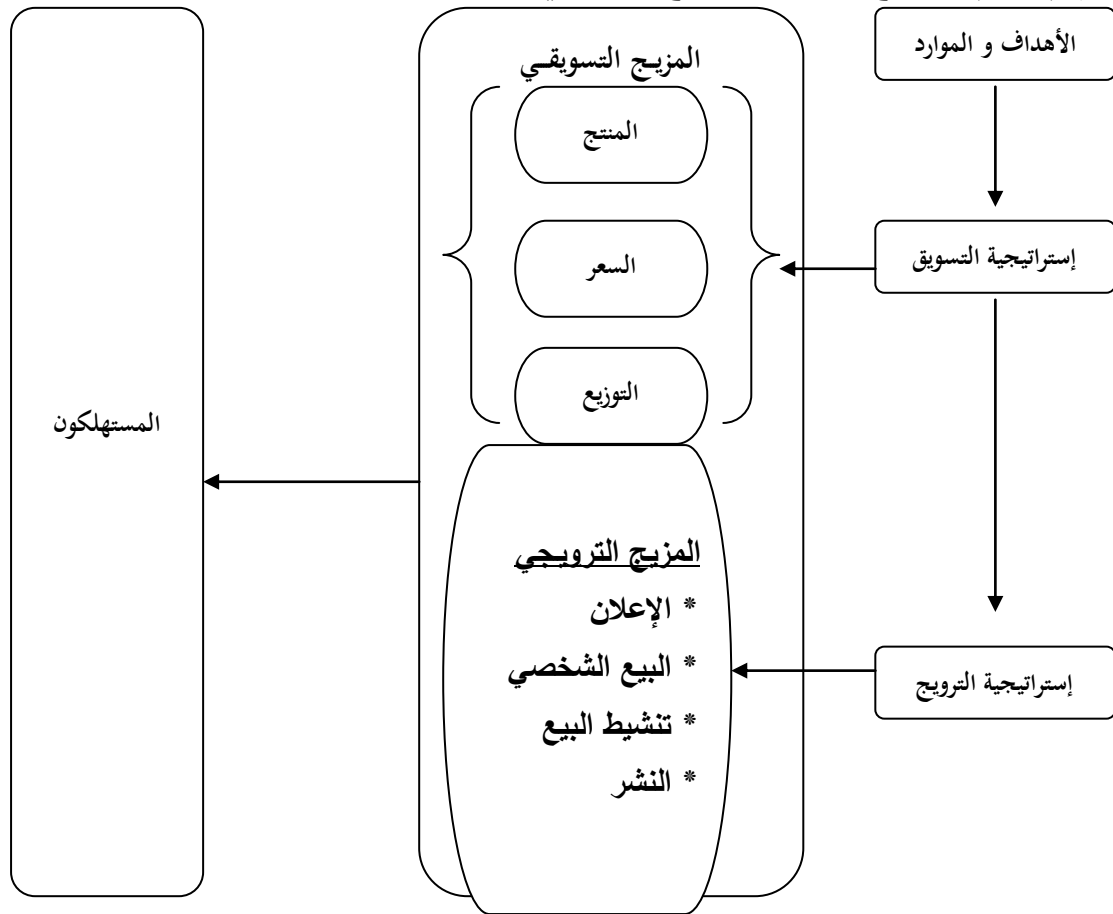 الأهداف و الموارد
المزيج التسويقي
المنتج
إستراتيجية التسويق
السعر
التوزيع
المستهلكون
المزيج الترويجي
* الإعلان
* البيع الشخصي
إستراتيجية الترويج
* تنشيط البيع
* النشر